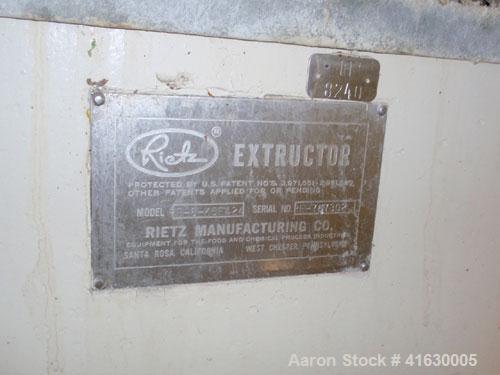 8240
Rietz ® EXTRUCTOR
PROTECTED BY U.S. PATENT NO'S.
OTHER PATENTS APPLIED FOR OR PENDING
MODEL SERIAL NO.
RIETZ MANUFACTURING CO.
EQUIPMENT FOR THE FOOD AND CHEMICAL PROCESS INDUSTRIES
SANTA ROSA, CALIFORNIA WEST CHESTER, PENNSYLVANIA
Aaron Stock # 41630005